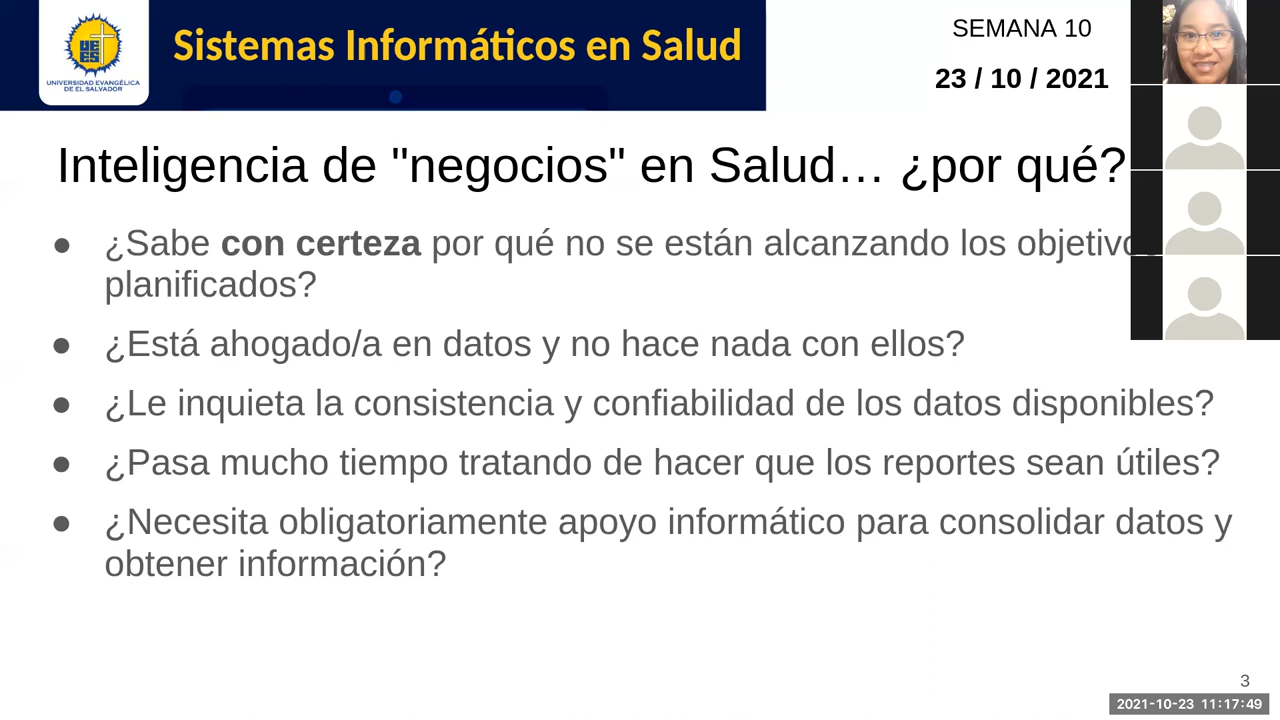 UNIVERSIDAD EVANGÉLICA
DE EL SALVADOR
Sistemas Informáticos en Salud
SEMANA 10
23 / 10 / 2021
Inteligencia de "negocios" en Salud… ¿por qué?
● ¿Sabe con certeza por qué no se están alcanzando los objetivos
planificados?
● ¿Está ahogado/a en datos y no hace nada con ellos?
● ¿Le inquieta la consistencia y confiabilidad de los datos disponibles?
● ¿Pasa mucho tiempo tratando de hacer que los reportes sean útiles?
● ¿Necesita obligatoriamente apoyo informático para consolidar datos y
obtener información?
3
2021-10-23 11:17:49